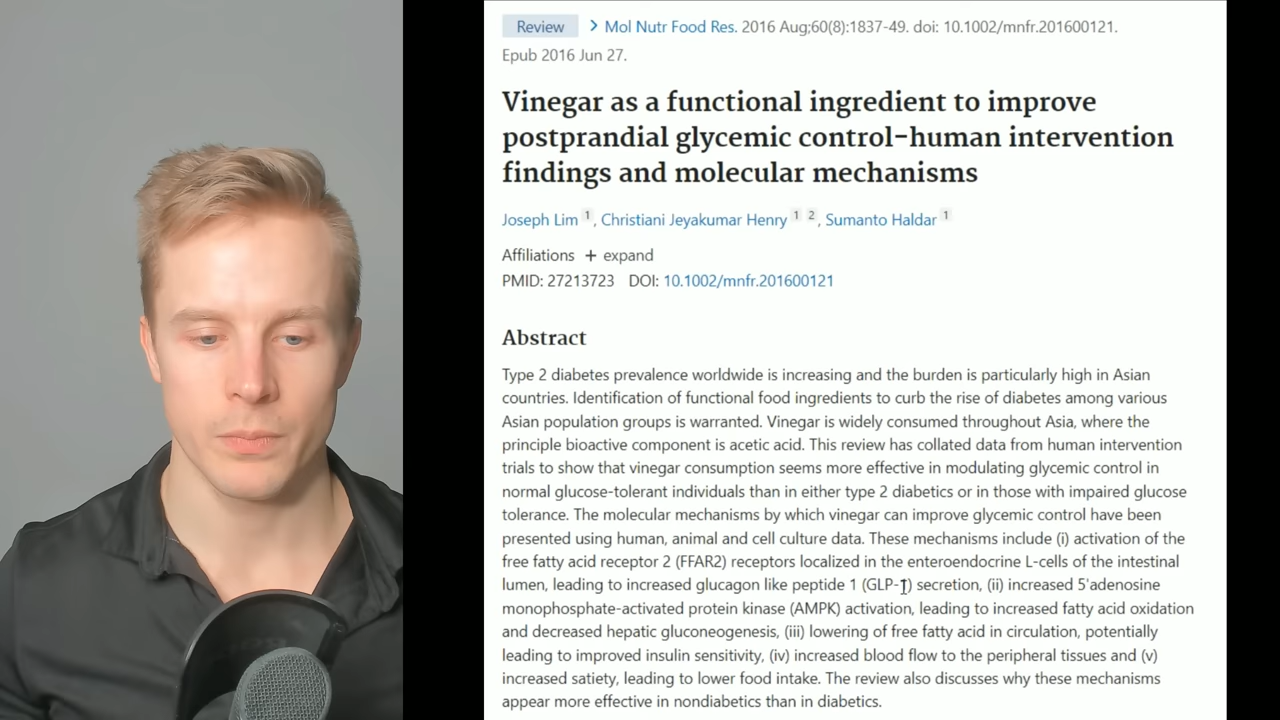 Review > Mol Nutr Food Res. 2016 Aug;60(8):1837-49. doi: 10.1002/mnfr.201600121.
Epub 2016 Jun 27.
Vinegar as a functional ingredient to improve
postprandial glycemic control-human intervention
findings and molecular mechanisms
Joseph Lim 1, Christiani Jeyakumar Henry 1 2, Sumanto Haldar 1
Affiliations + expand
PMID: 27213723 DOI: 10.1002/mnfr.201600121
Abstract
Type 2 diabetes prevalence worldwide is increasing and the burden is particularly high in Asian
countries. Identification of functional food ingredients to curb the rise of diabetes among various
Asian population groups is warranted. Vinegar is widely consumed throughout Asia, where the
principle bioactive component is acetic acid. This review has collated data from human intervention
trials to show that vinegar consumption seems more effective in modulating glycemic control in
normal glucose-tolerant individuals than in either type 2 diabetics or in those with impaired glucose
tolerance. The molecular mechanisms by which vinegar can improve glycemic control have been
presented using human, animal and cell culture data. These mechanisms include (i) activation of the
free fatty acid receptor 2 (FFAR2) receptors localized in the enteroendocrine L-cells of the intestinal
lumen, leading to increased glucagon like peptide 1 (GLP-1) secretion, (ii) increased 5'adenosine
monophosphate-activated protein kinase (AMPK) activation, leading to increased fatty acid oxidation
and decreased hepatic gluconeogenesis, (iii) lowering of free fatty acid in circulation, potentially
leading to improved insulin sensitivity, (iv) increased blood flow to the peripheral tissues and (v)
increased satiety, leading to lower food intake. The review also discusses why these mechanisms
appear more effective in nondiabetics than in diabetics.